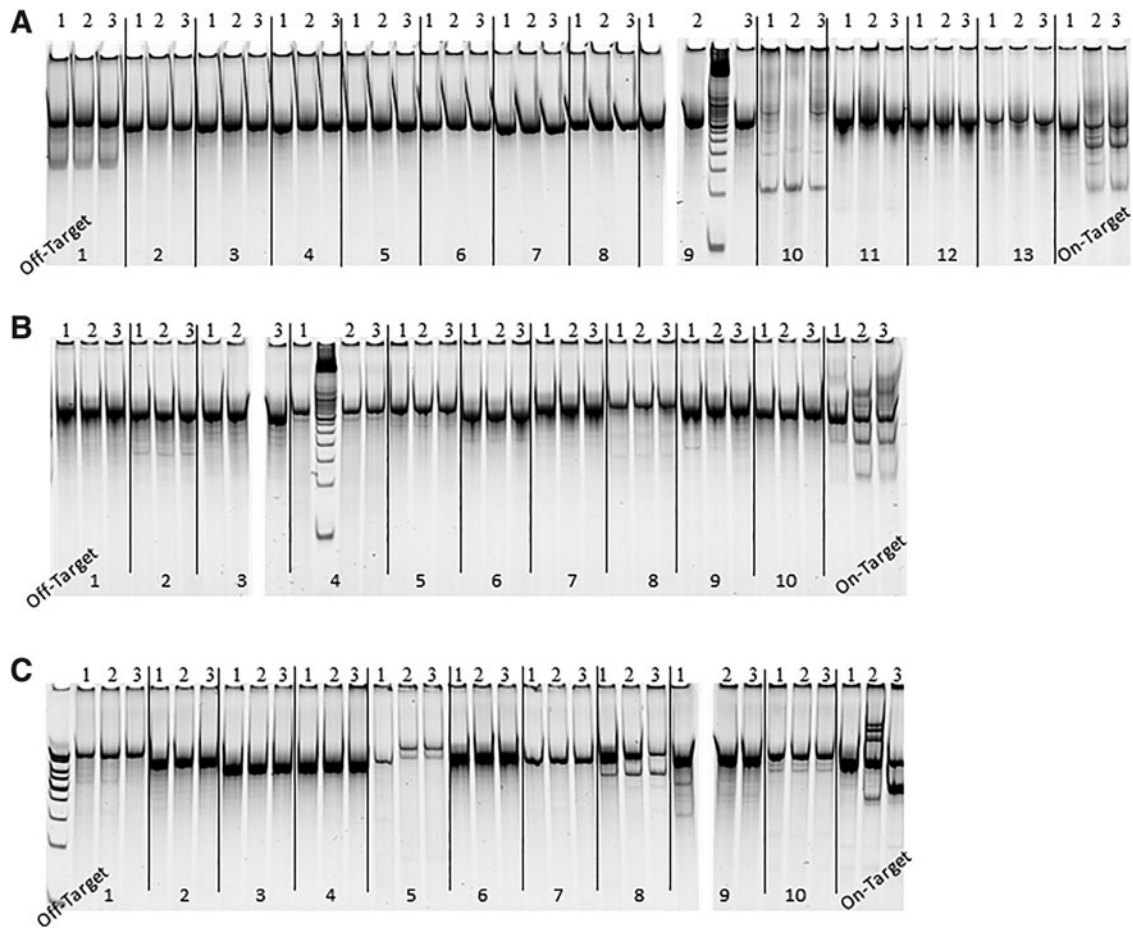 A
1 2 3 1 2 3 1 2 3 1 2 3 1 2 3 1 2 3 1 2 3 1 2 3 1 2 3 1 2 3 1 2 3 1 2 3 1 2 3 1 2 3
Off-Target 1 2 3 4 5 6 7 8 9 10 11 12 13 On-Target
B
1 2 3 1 2 3 1 2 3 1 2 3 1 2 3 1 2 3 1 2 3 1 2 3 1 2 3 1 2 3 1 2 3
Off-Target 1 2 3 4 5 6 7 8 9 10 On-Target
C
1 2 3 1 2 3 1 2 3 1 2 3 1 2 3 1 2 3 1 2 3 1 2 3 1 2 3 1 2 3 1 2 3
Off-Target 1 2 3 4 5 6 7 8 9 10 On-Target